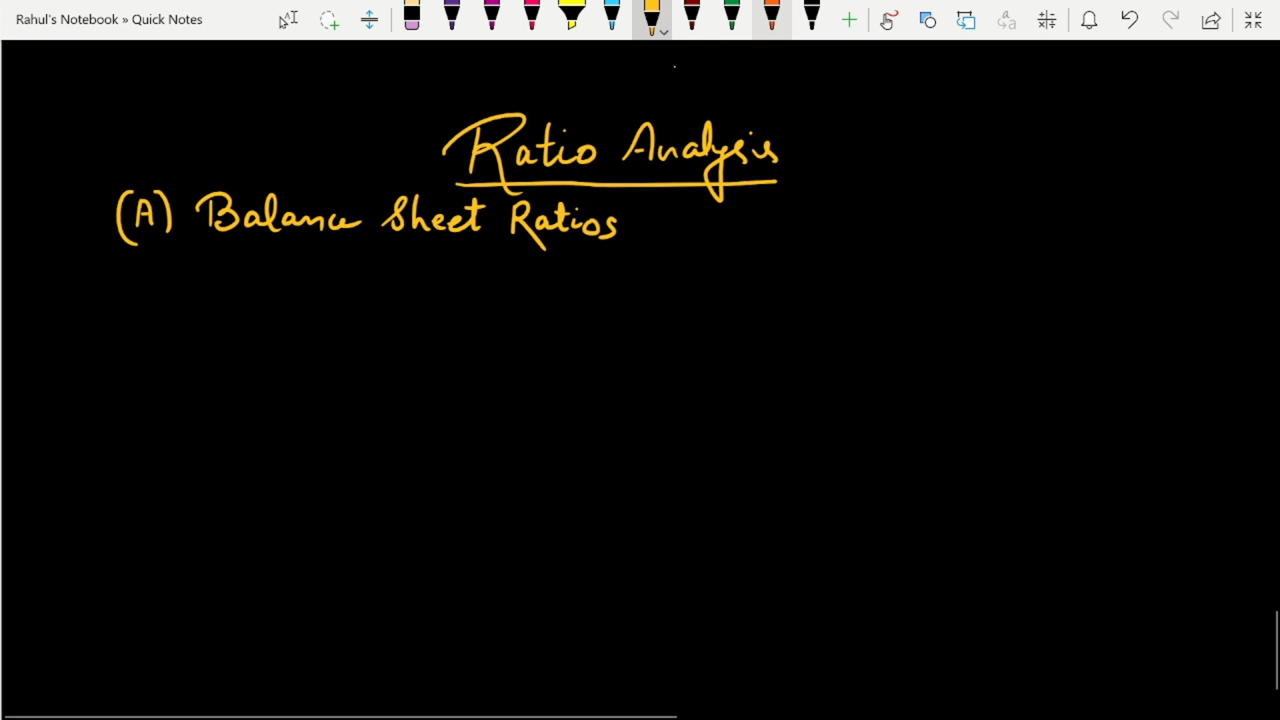 Rahul's Notebook » Quick Notes
Ratio Analysis
(A) Balance Sheet Ratios